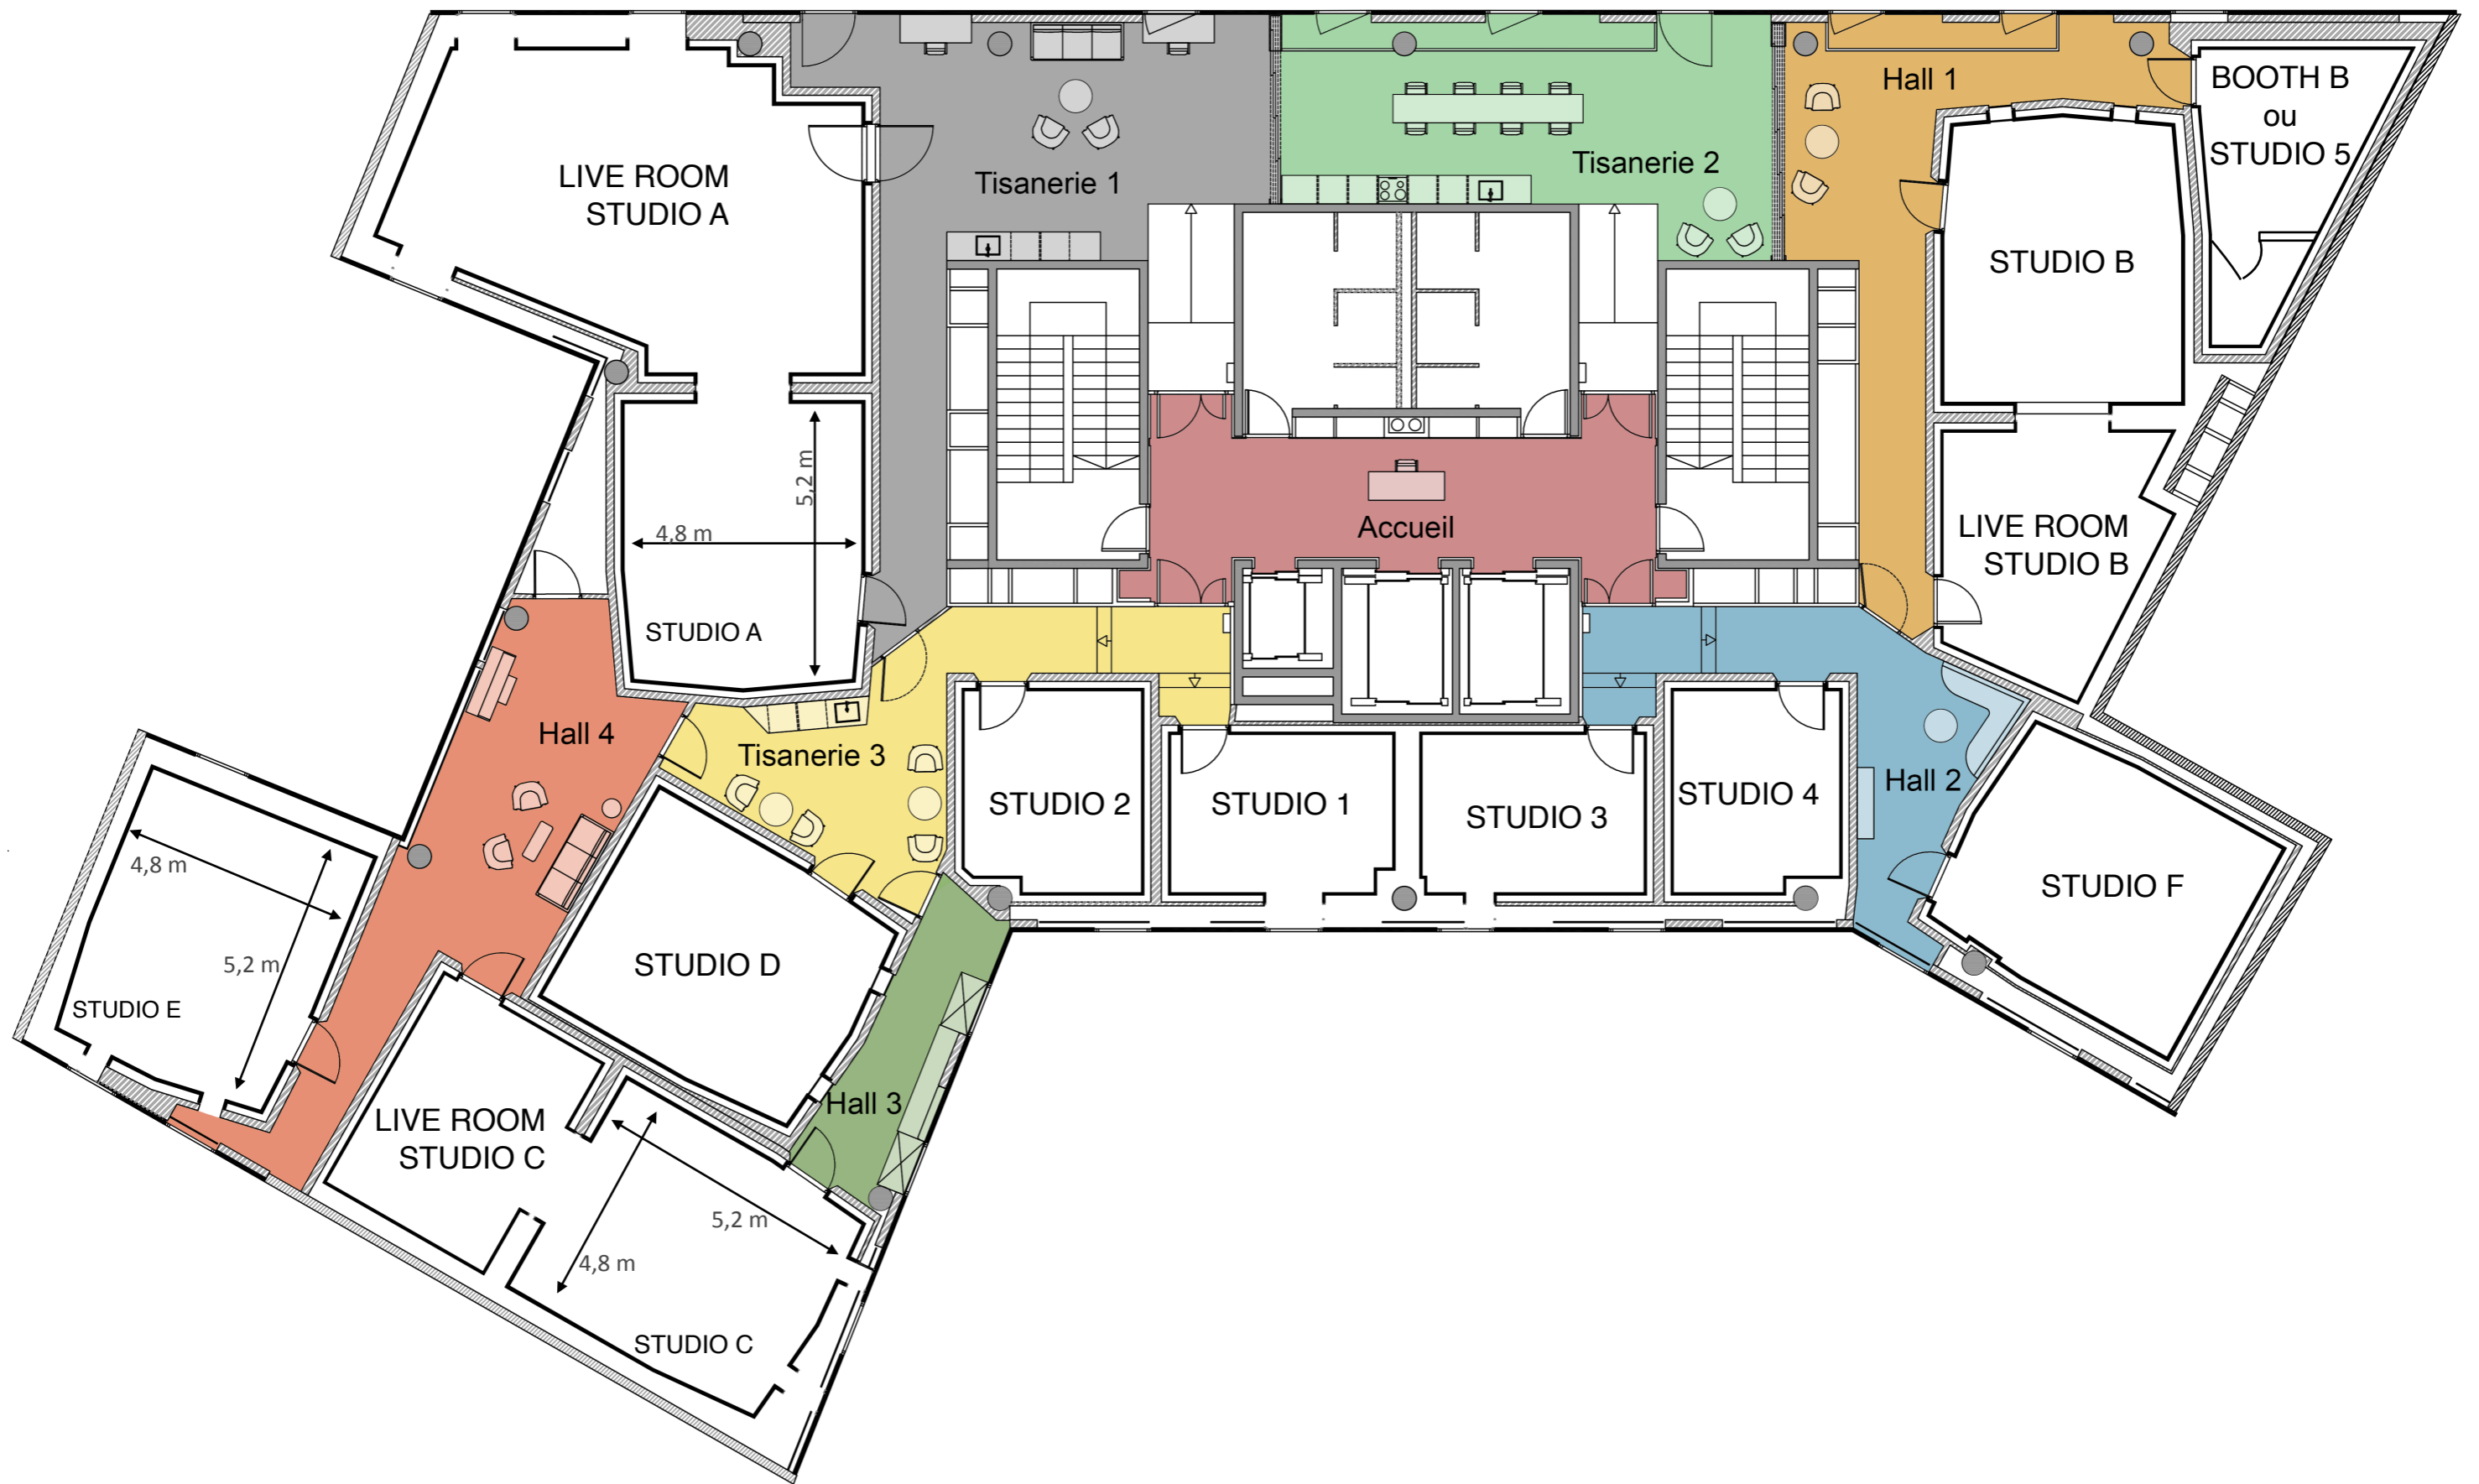 LIVE ROOM
STUDIO A
Tisanerie 1
Tisanerie 2
Hall 1
BOOTH B
ou
STUDIO 5
STUDIO B
5,2 m
4,8 m
STUDIO A
Accueil
LIVE ROOM
STUDIO B
Hall 4
Tisanerie 3
STUDIO 2
STUDIO 1
STUDIO 3
STUDIO 4
Hall 2
STUDIO F
4,8 m
5,2 m
STUDIO E
STUDIO D
Hall 3
LIVE ROOM
STUDIO C
5,2 m
4,8 m
STUDIO C